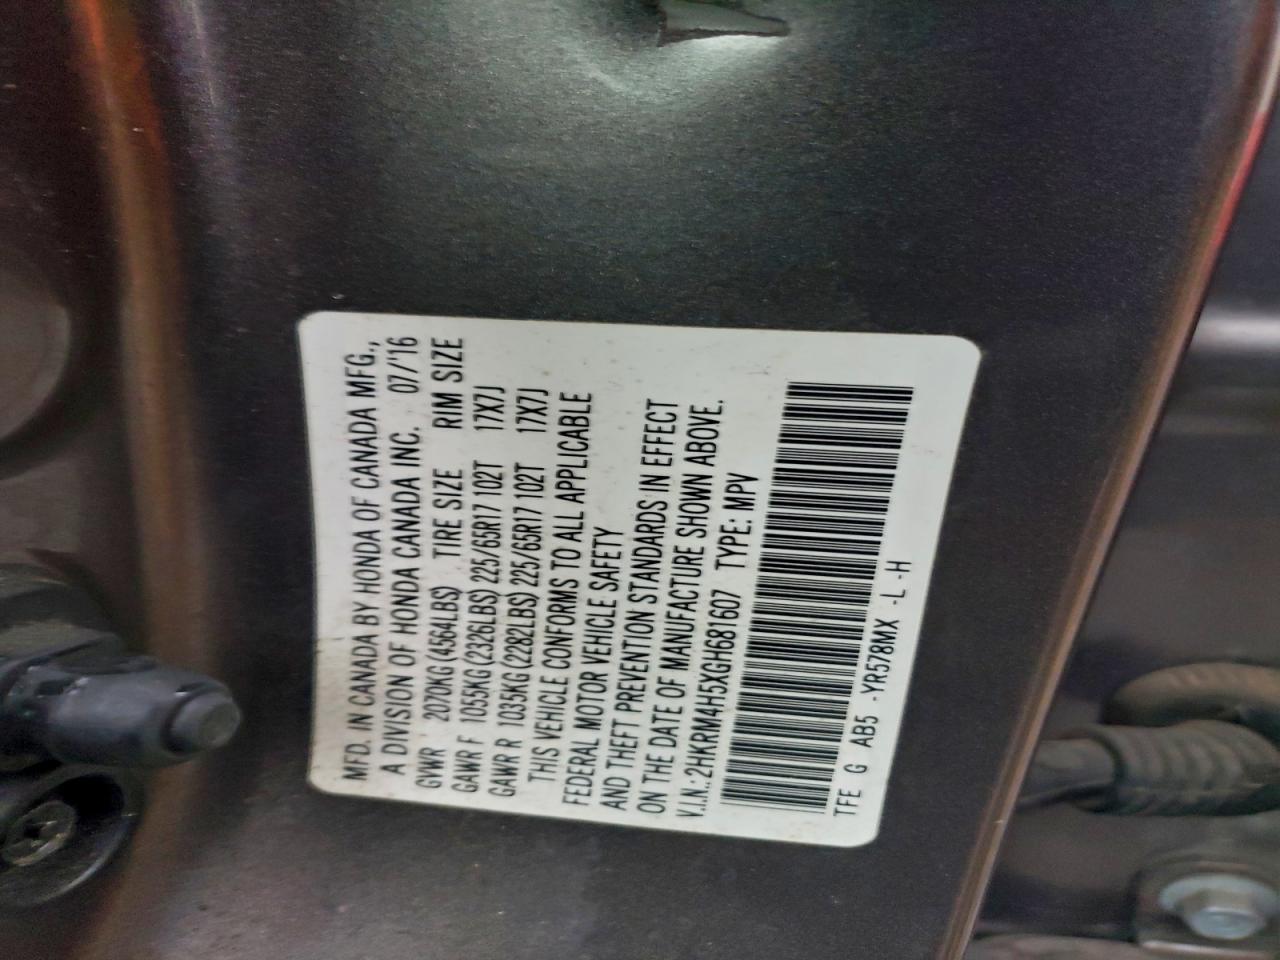 MFD. IN CANADA BY HONDA OF CANADA MFG.,
A DIVISION OF HONDA CANADA INC. 07/'16
GVWR 2070KG(4564LBS) TIRE SIZE RIM SIZE
GAWR F 1055KG(2326LBS) 225/65R17 102T 17X7J
GAWR R 1035KG(2282LBS) 225/65R17 102T 17X7J
THIS VEHICLE CONFORMS TO ALL APPLICABLE
FEDERAL MOTOR VEHICLE SAFETY
AND THEFT PREVENTION STANDARDS IN EFFECT
ON THE DATE OF MANUFACTURE SHOWN ABOVE.
V.I.N.:2HKRM4H5XGH681607 TYPE: MPV
TFE G AB5 -YR578MX -L -H